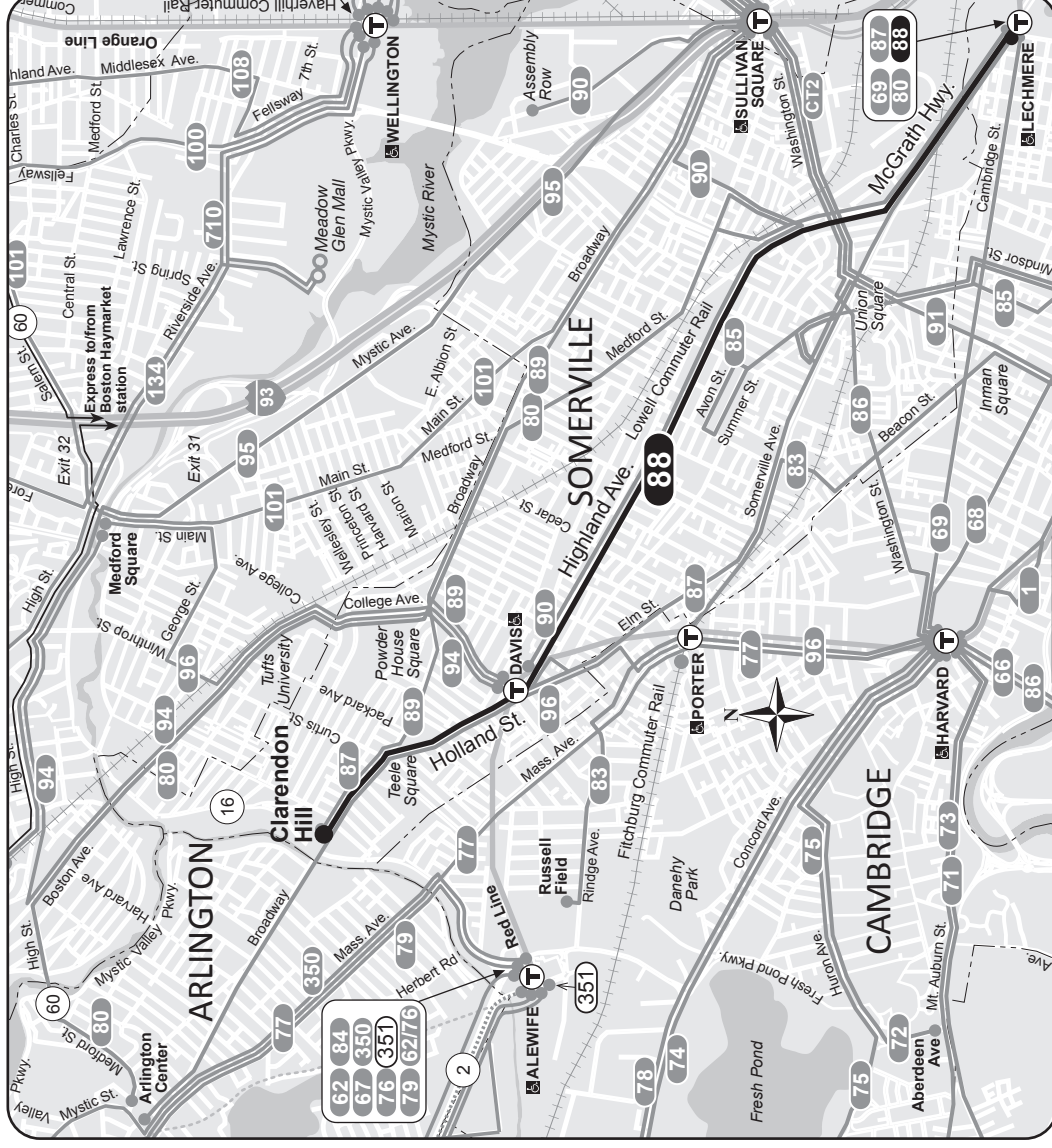 Commer
Haverhill Commuter Rail
Orange Line
hland Ave.
Middlesex Ave.
108
Charles St.
Medford St.
7th St.
Fellsway
T
WELLINGTON
100
Fellsway
Lawrence St.
710
Mystic Valley Pkwy.
Meadow
Glen Mall
Mystic River
Assembly
Row
90
T
SULLIVAN
SQUARE
Washington St.
CT2
69 87
80 88
T
LECHMERE
McGrath Hwy.
Cambridge St.
101
Central St.
Spring St.
Riverside Ave.
60
Salem St.
Express to/from
Boston Haymarket
station
134
93
Mystic Ave.
95
90
Broadway
Exit 32
Exit 31
95
E. Albion St
Main St.
101
89
80
Medford St.
SOMERVILLE
Lowell Commuter Rail
85
Avon St.
Summer St.
Union
Square
Windsor St.
85
91
Fore
Medford
Square
101
Main St.
Wellesley St.
Princeton St.
Harvard St.
Marion St
Medford St.
Broadway
Cedar St
Highland Ave.
88
Somerville Ave.
83
86
Beacon St.
Inman
Square
High St.
Main St.
George St.
Winthrop St.
96
College Ave.
College Ave.
89
90
Elm St.
87
Washington St.
69
68
1
94
80
Tufts
University
Powder
House
Square
94
Packard Ave.
89
Curtis St.
T
DAVIS
96
T
PORTER
77
96
T
HARVARD
66
86
High St.
94
16
Clarendon
Hill
87
Teele
Square
Holland St.
Mass. Ave.
83
Fitchburg Commuter Rail
N
Concord Ave.
CAMBRIDGE
Boston Ave.
Harvard Ave
Mystic Valley
Pkwy.
ARLINGTON
Broadway
77
Russell
Field
Rindge Ave.
Danehy
Park
75
73
71
High St.
60
80
Medford St.
350
Mass. Ave.
79
Herbert Rd
Red Line
T
ALEWIFE
351
Fresh Pond Pkwy.
Huron Ave.
Mt. Auburn St.
Ave.
77
62 84
67 350
76 351
79 62/76
2
78
74
72
75
Aberdeen
Ave
Fresh Pond
Arlington
Center
Mystic St.
Valley
Pkwy.